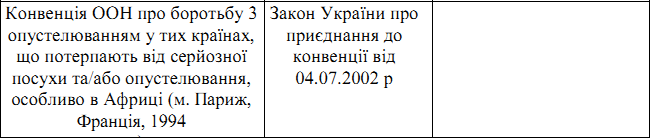 Конвенція ООН про боротьбу З
опустелюванням у тих країнах,
що потерпають від серйозної
посухи та/або опустелювання,
особливо в Африці (м. Париж,
Франція, 1994
Закон України про
приєднання до
конвенції від
04.07.2002 р